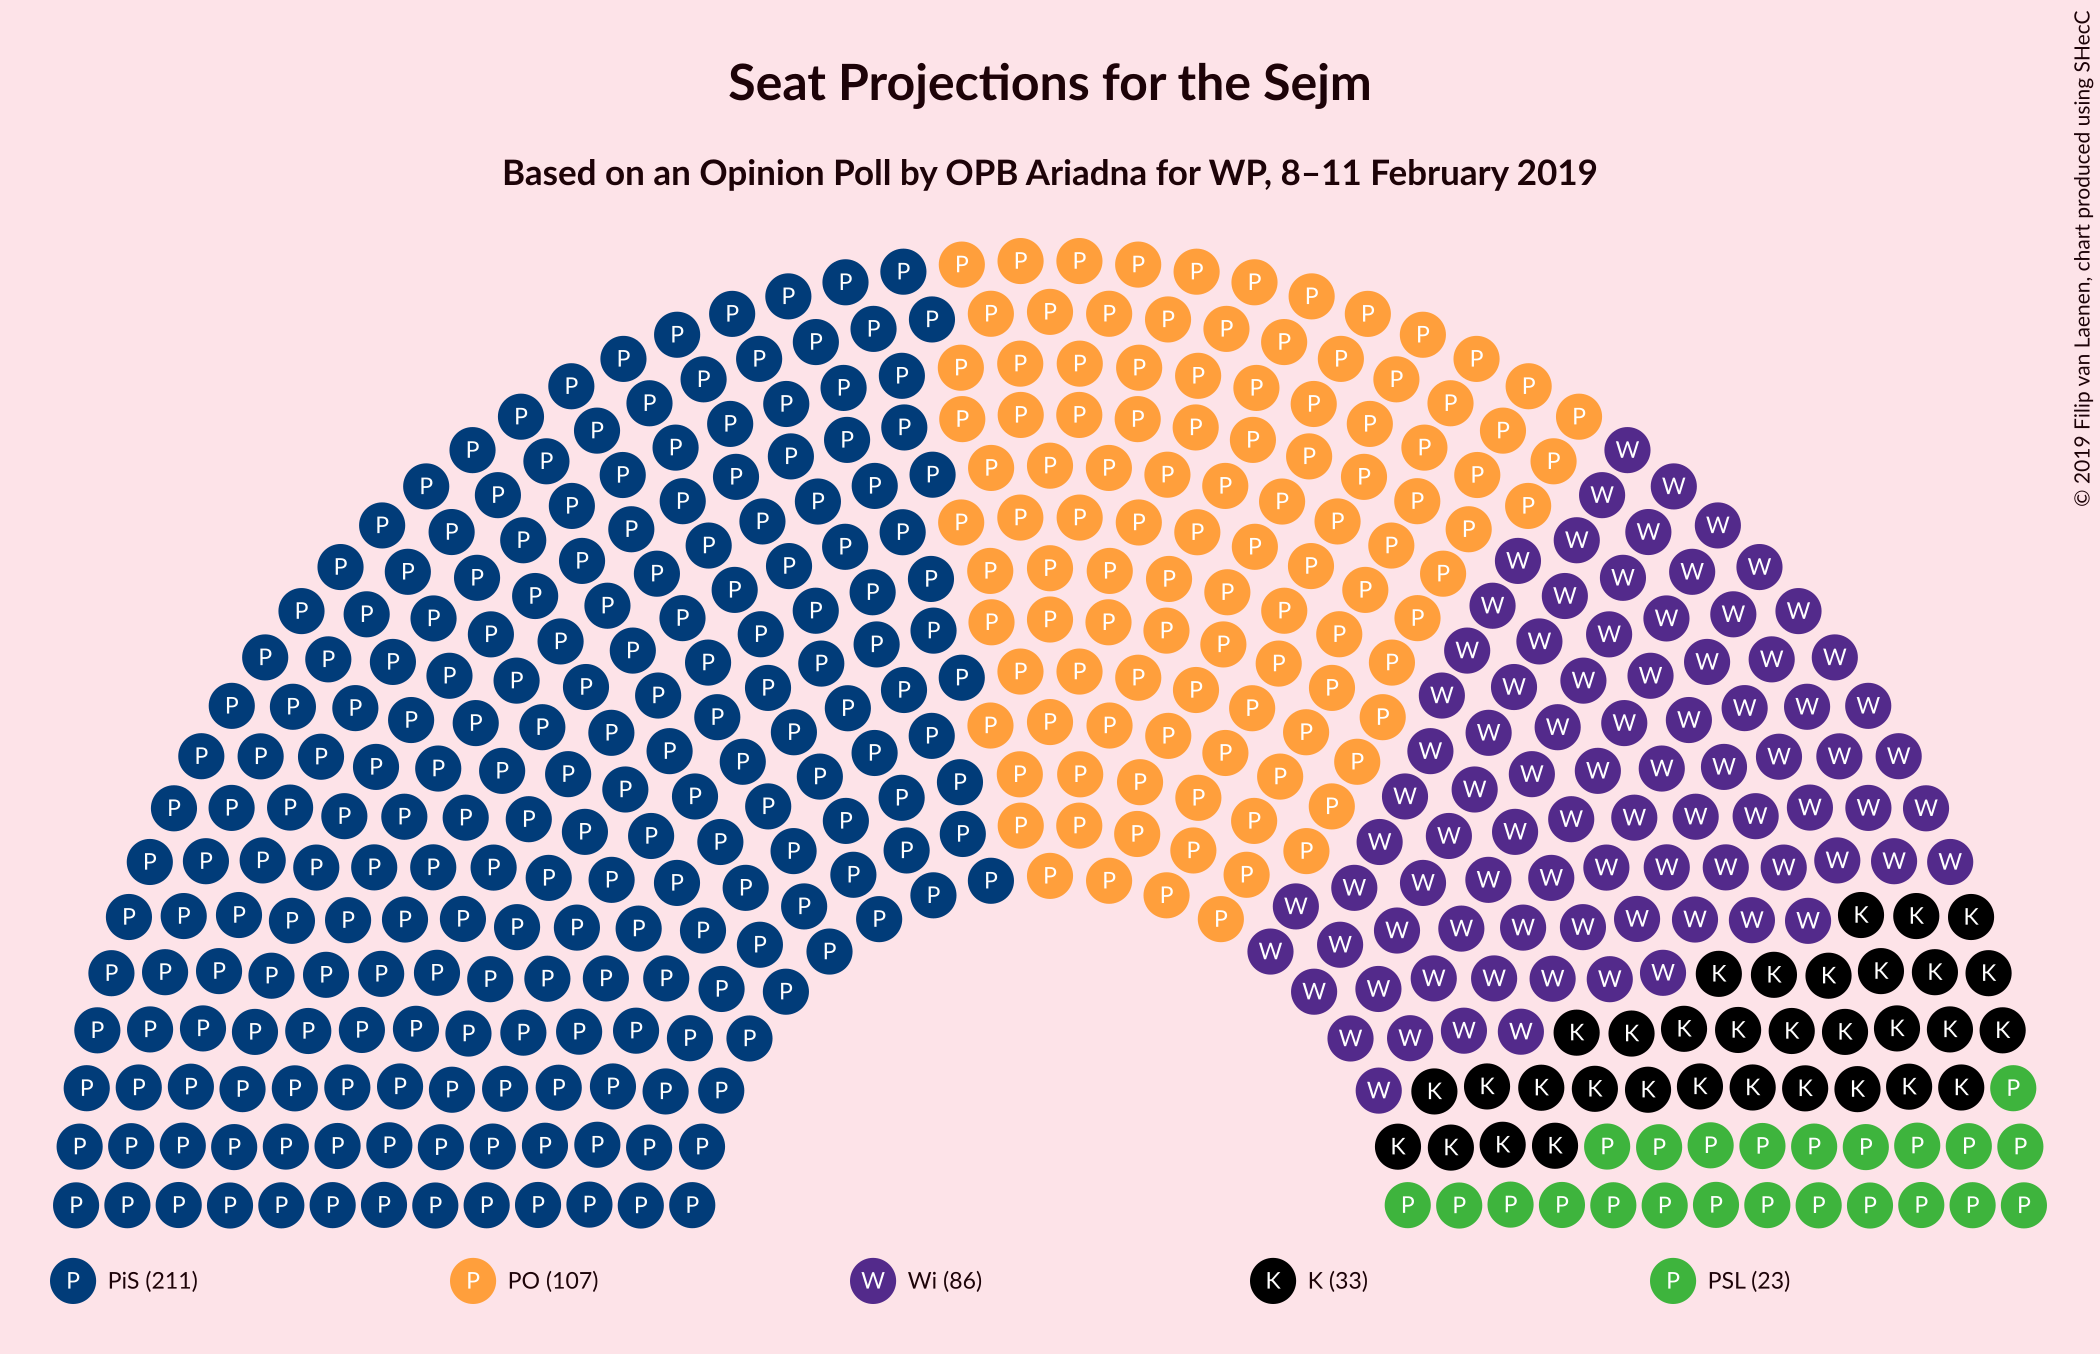 Seat Projections for the Sejm
Based on an Opinion Poll by OPB Ariadna for WP, 8–11 February 2019
© 2019 Filip van Laenen, chart produced using SHecC
P PiS (211)
P PO (107)
W Wi (86)
K K (33)
P PSL (23)